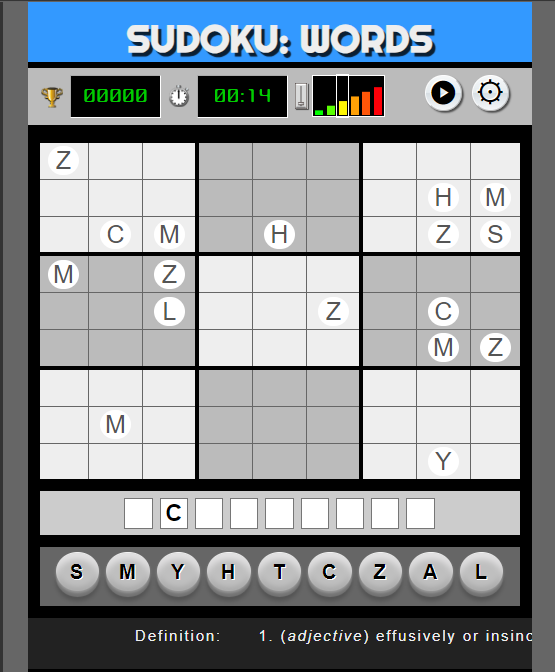 SUDOKU: WORDS
00000 00:14
Z
H M
C M H Z S
M Z
L Z C
M Z
M
Y
C
S M Y H T C Z A L
Definition: 1. (adjective) effusively or insinc